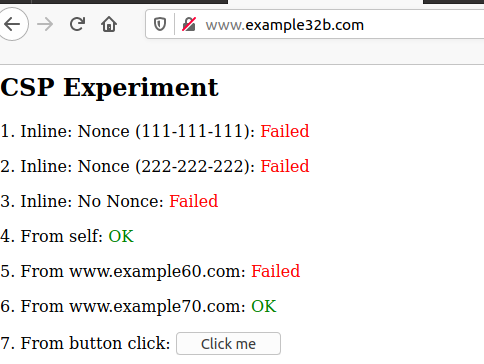 www.example32b.com
CSP Experiment
1. Inline: Nonce (111-111-111): Failed
2. Inline: Nonce (222-222-222): Failed
3. Inline: No Nonce: Failed
4. From self: OK
5. From www.example60.com: Failed
6. From www.example70.com: OK
7. From button click: Click me